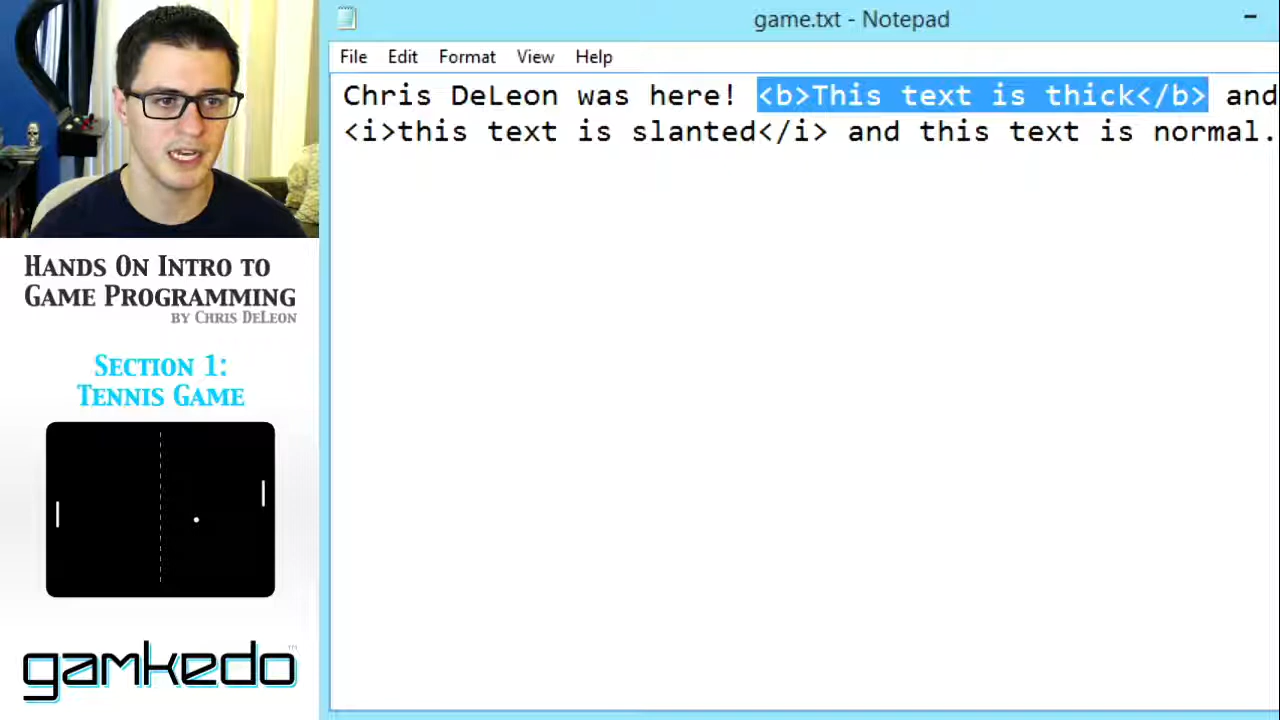 game.txt - Notepad
File Edit Format View Help
Chris DeLeon was here! <b>This text is thick</b> and
<i>this text is slanted</i> and this text is normal.
HANDS ON INTRO TO
GAME PROGRAMMING
BY CHRIS DELEON
SECTION 1:
TENNIS GAME
gamkedo™